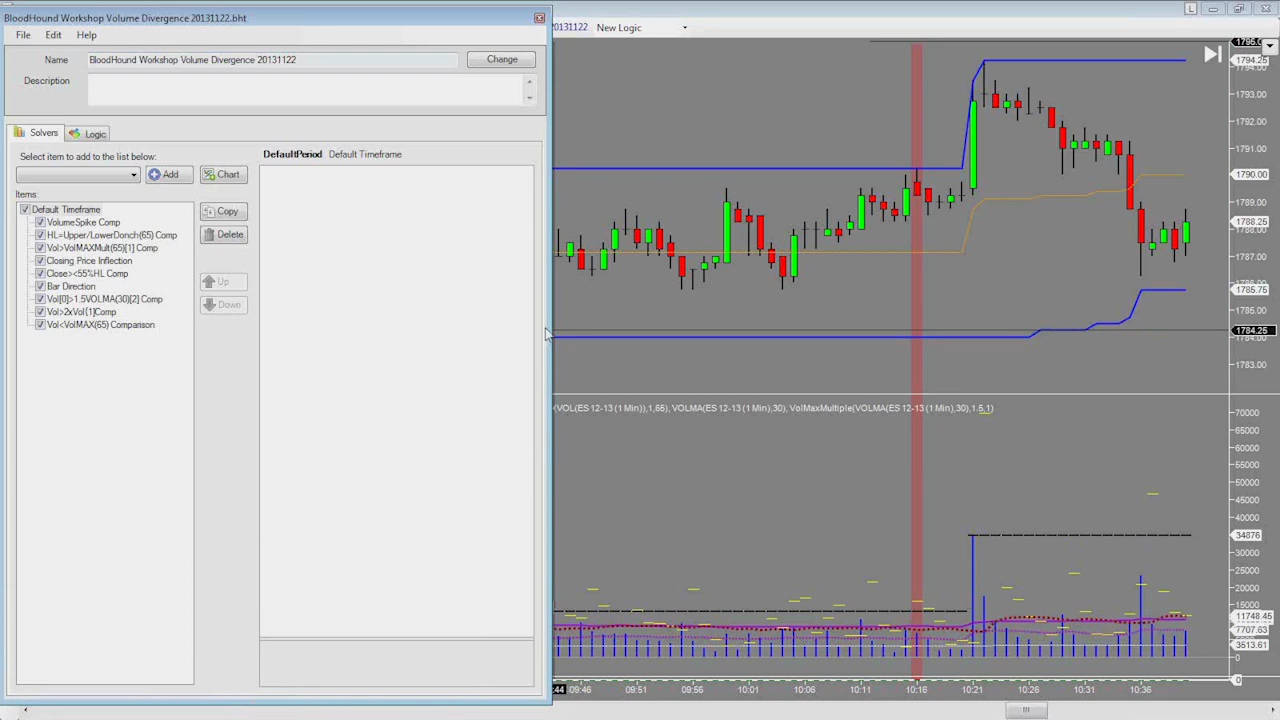 BloodHound Workshop Volume Divergence 20131122.bht
File Edit Help
Name BloodHound Workshop Volume Divergence 20131122 Change
Description
Solvers Logic
Select item to add to the list below:
Add Chart
Items:
Default Timeframe
VolumeSpike Comp
HL=Upper/LowerDonch(65) Comp
Vol>VolMAXMult(65)[1] Comp
Closing Price Inflection
Close><55%HL Comp
Bar Direction
Vol[0]>1.5VOLMA(30)[2] Comp
Vol>2xVol[1]Comp
Vol<VolMAX(65) Comparison
Copy
Delete
Up
Down
DefaultPeriod Default Timeframe
20131122 New Logic
L
1794.25
1793.00
1792.00
1791.00
1790.00
1789.00
1788.25
1788.00
1787.00
1785.75
1785.00
1784.25
1784.00
1783.00
(VOL(ES 12-13 (1 Min)),1,65), VOLMA(ES 12-13 (1 Min),30), VolMaxMultiple(VOLMA(ES 12-13 (1 Min),30),1.5,1)
70000
65000
60000
55000
50000
45000
40000
34876
30000
25000
20000
15000
11748.45
7707.63
3513.61
0
0
:44 09:46 09:51 09:56 10:01 10:06 10:11 10:16 10:21 10:26 10:31 10:36